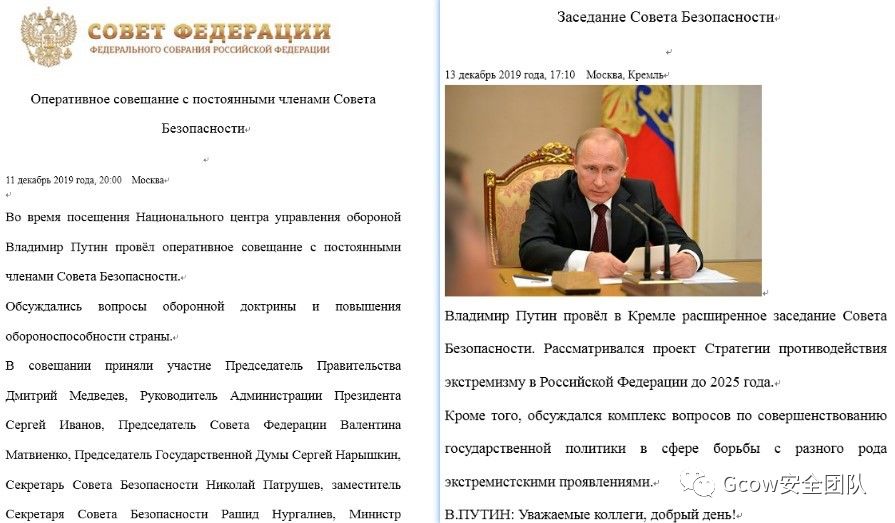 СОВЕТ ФЕДЕРАЦИИ
ФЕДЕРАЛЬНОГО СОБРАНИЯ РОССИЙСКОЙ ФЕДЕРАЦИИ
Оперативное совещание с постоянными членами Совета
Безопасности
11 декабрь 2019 года, 20:00 Москва
Во время посещения Национального центра управления обороной
Владимир Путин провёл оперативное совещание с постоянными
членами Совета Безопасности.
Обсуждались вопросы оборонной доктрины и повышения
обороноспособности страны.
В совещании приняли участие Председатель Правительства
Дмитрий Медведев, Руководитель Администрации Президента
Сергей Иванов, Председатель Совета Федерации Валентина
Матвиенко, Председатель Государственной Думы Сергей Нарышкин,
Секретарь Совета Безопасности Николай Патрушев, заместитель
Секретаря Совета Безопасности Рашид Нургалиев, Министр
Заседание Совета Безопасности
13 декабрь 2019 года, 17:10 Москва, Кремль
Владимир Путин провёл в Кремле расширенное заседание Совета
Безопасности. Рассматривался проект Стратегии противодействия
экстремизму в Российской Федерации до 2025 года.
Кроме того, обсуждался комплекс вопросов по совершенствованию
государственной политики в сфере борьбы с разного рода
экстремистскими проявлениями.
В.ПУТИН: Уважаемые коллеги, добрый день!
Gcow安全团队